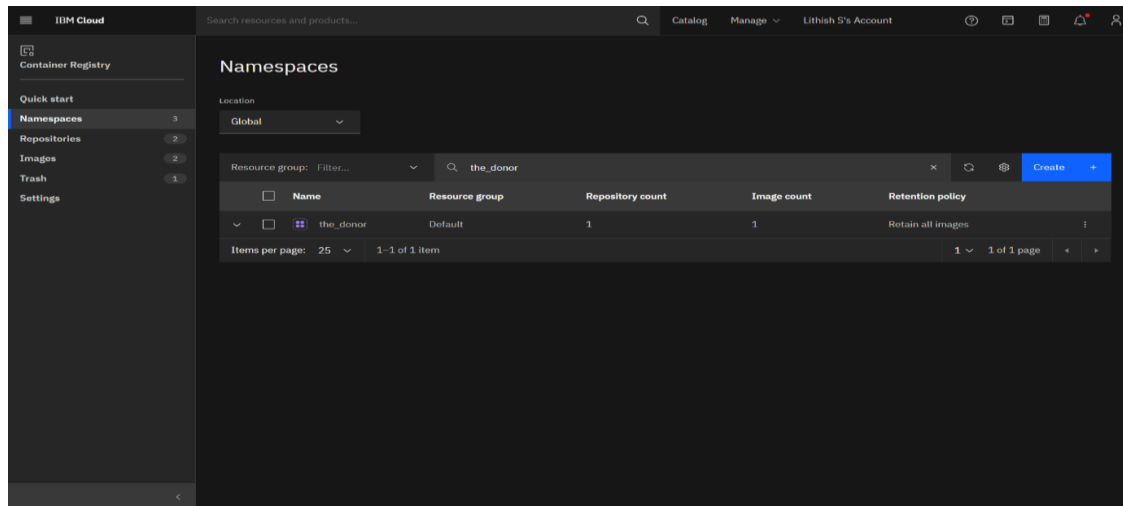 IBM Cloud
Search resources and products...
Catalog
Manage
Lithish S's Account
Container Registry
Quick start
Namespaces 3
Repositories 2
Images 2
Trash 1
Settings
Namespaces
Location
Global
Resource group: Filter...
the_donor
Create +
Name Resource group Repository count Image count Retention policy
the_donor Default 1 1 Retain all images
Items per page: 25 1–1 of 1 item 1 1 of 1 page